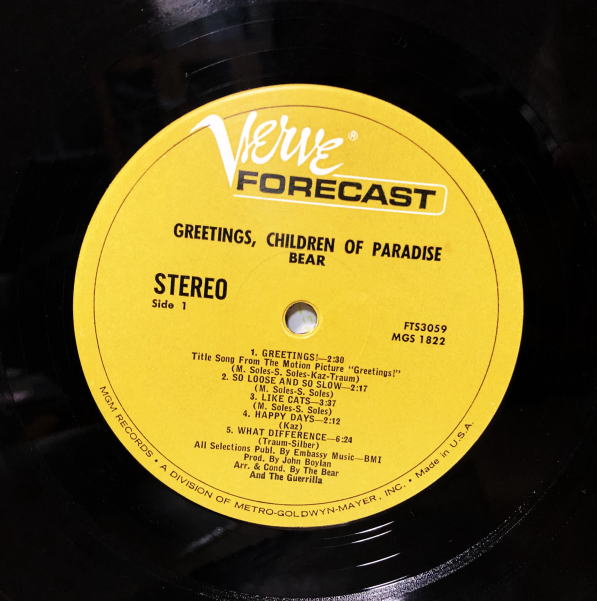 Verve®
FORECAST
GREETINGS, CHILDREN OF PARADISE
BEAR
STEREO
Side 1
FTS3059
MGS 1822
1. GREETINGS!—2:30
Title Song From The Motion Picture "Greetings!"
(M. Soles-S. Soles-Kaz-Traum)
2. SO LOOSE AND SO SLOW—2:17
(M. Soles-S. Soles)
3. LIKE CATS—3:37
(M. Soles-S. Soles)
4. HAPPY DAYS—2:12
(Kaz)
5. WHAT DIFFERENCE—6:24
(Traum-Silber)
All Selections Publ. By Embassy Music—BMI
Prod. By John Boylan
Arr. & Cond. By The Bear
And The Guerrilla
MGM RECORDS • A DIVISION OF METRO-GOLDWYN-MAYER, INC. • Made in U.S.A.